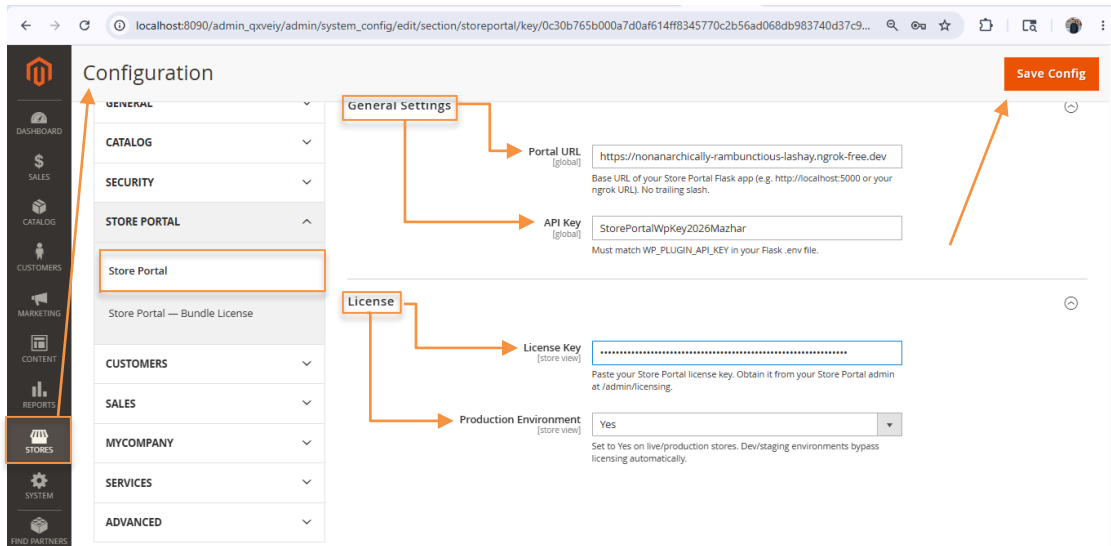 localhost:8090/admin_qxveiy/admin/system_config/edit/section/storeportal/key/0c30b765b000a7d0af614ff8345770c2b56ad068db983740d37c9...
Configuration
Save Config
DASHBOARD
SALES
CATALOG
CUSTOMERS
MARKETING
CONTENT
REPORTS
STORES
SYSTEM
FIND PARTNERS
GENERAL
CATALOG
SECURITY
STORE PORTAL
Store Portal
Store Portal — Bundle License
CUSTOMERS
SALES
MYCOMPANY
SERVICES
ADVANCED
General Settings
Portal URL
[global]
https://nonanarchically-rambunctious-lashay.ngrok-free.dev
Base URL of your Store Portal Flask app (e.g. http://localhost:5000 or your
ngrok URL). No trailing slash.
API Key
[global]
StorePortalWpKey2026Mazhar
Must match WP_PLUGIN_API_KEY in your Flask .env file.
License
License Key
[store view]
Paste your Store Portal license key. Obtain it from your Store Portal admin
at /admin/licensing.
Production Environment
[store view]
Yes
Set to Yes on live/production stores. Dev/staging environments bypass
licensing automatically.